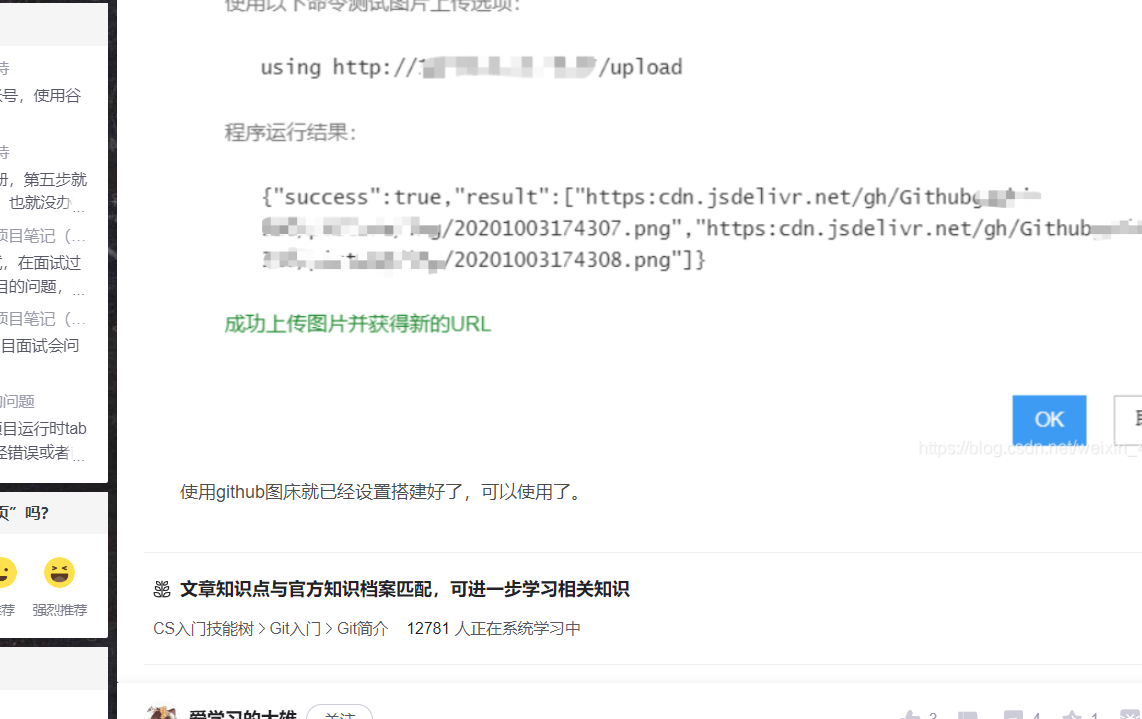 使用以下命令测试图片上传选项：
using http://1/upload
程序运行结果：
{"success":true,"result":["https:cdn.jsdelivr.net/gh/Github
/20201003174307.png","https:cdn.jsdelivr.net/gh/Github
/20201003174308.png"]}
成功上传图片并获得新的URL
OK
https://blog.csdn.net/weixin_4
使用github图床就已经设置搭建好了，可以使用了。
文章知识点与官方知识档案匹配，可进一步学习相关知识
CS入门技能树 > Git入门 > Git简介 12781 人正在系统学习中
爱学习的大雄 关注
3 4 1
待
号，使用谷
待
册，第五步就
也就没办...
项目笔记（...
，在面试过
目的问题，...
项目笔记（...
目面试会问
的问题
项目运行时tab
错误或者...
页”吗?
推荐 强烈推荐